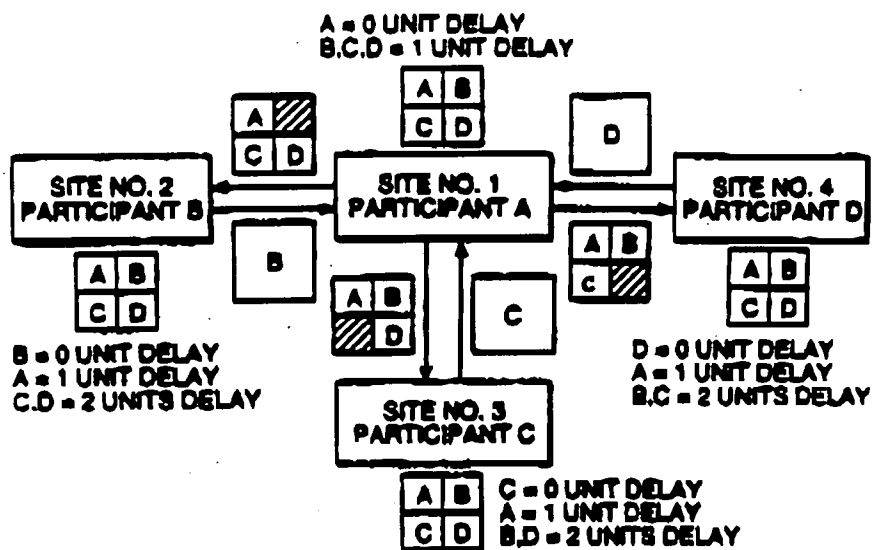 A = 0 UNIT DELAY
B,C,D = 1 UNIT DELAY
A B
C D
A
C D
D
SITE NO. 2
PARTICIPANT B
SITE NO. 1
PARTICIPANT A
SITE NO. 4
PARTICIPANT D
B
A B
C
A B
C D
A B
D
C
A B
C D
B = 0 UNIT DELAY
A = 1 UNIT DELAY
C,D = 2 UNITS DELAY
D = 0 UNIT DELAY
A = 1 UNIT DELAY
B,C = 2 UNITS DELAY
SITE NO. 3
PARTICIPANT C
A B
C D
C = 0 UNIT DELAY
A = 1 UNIT DELAY
B,D = 2 UNITS DELAY